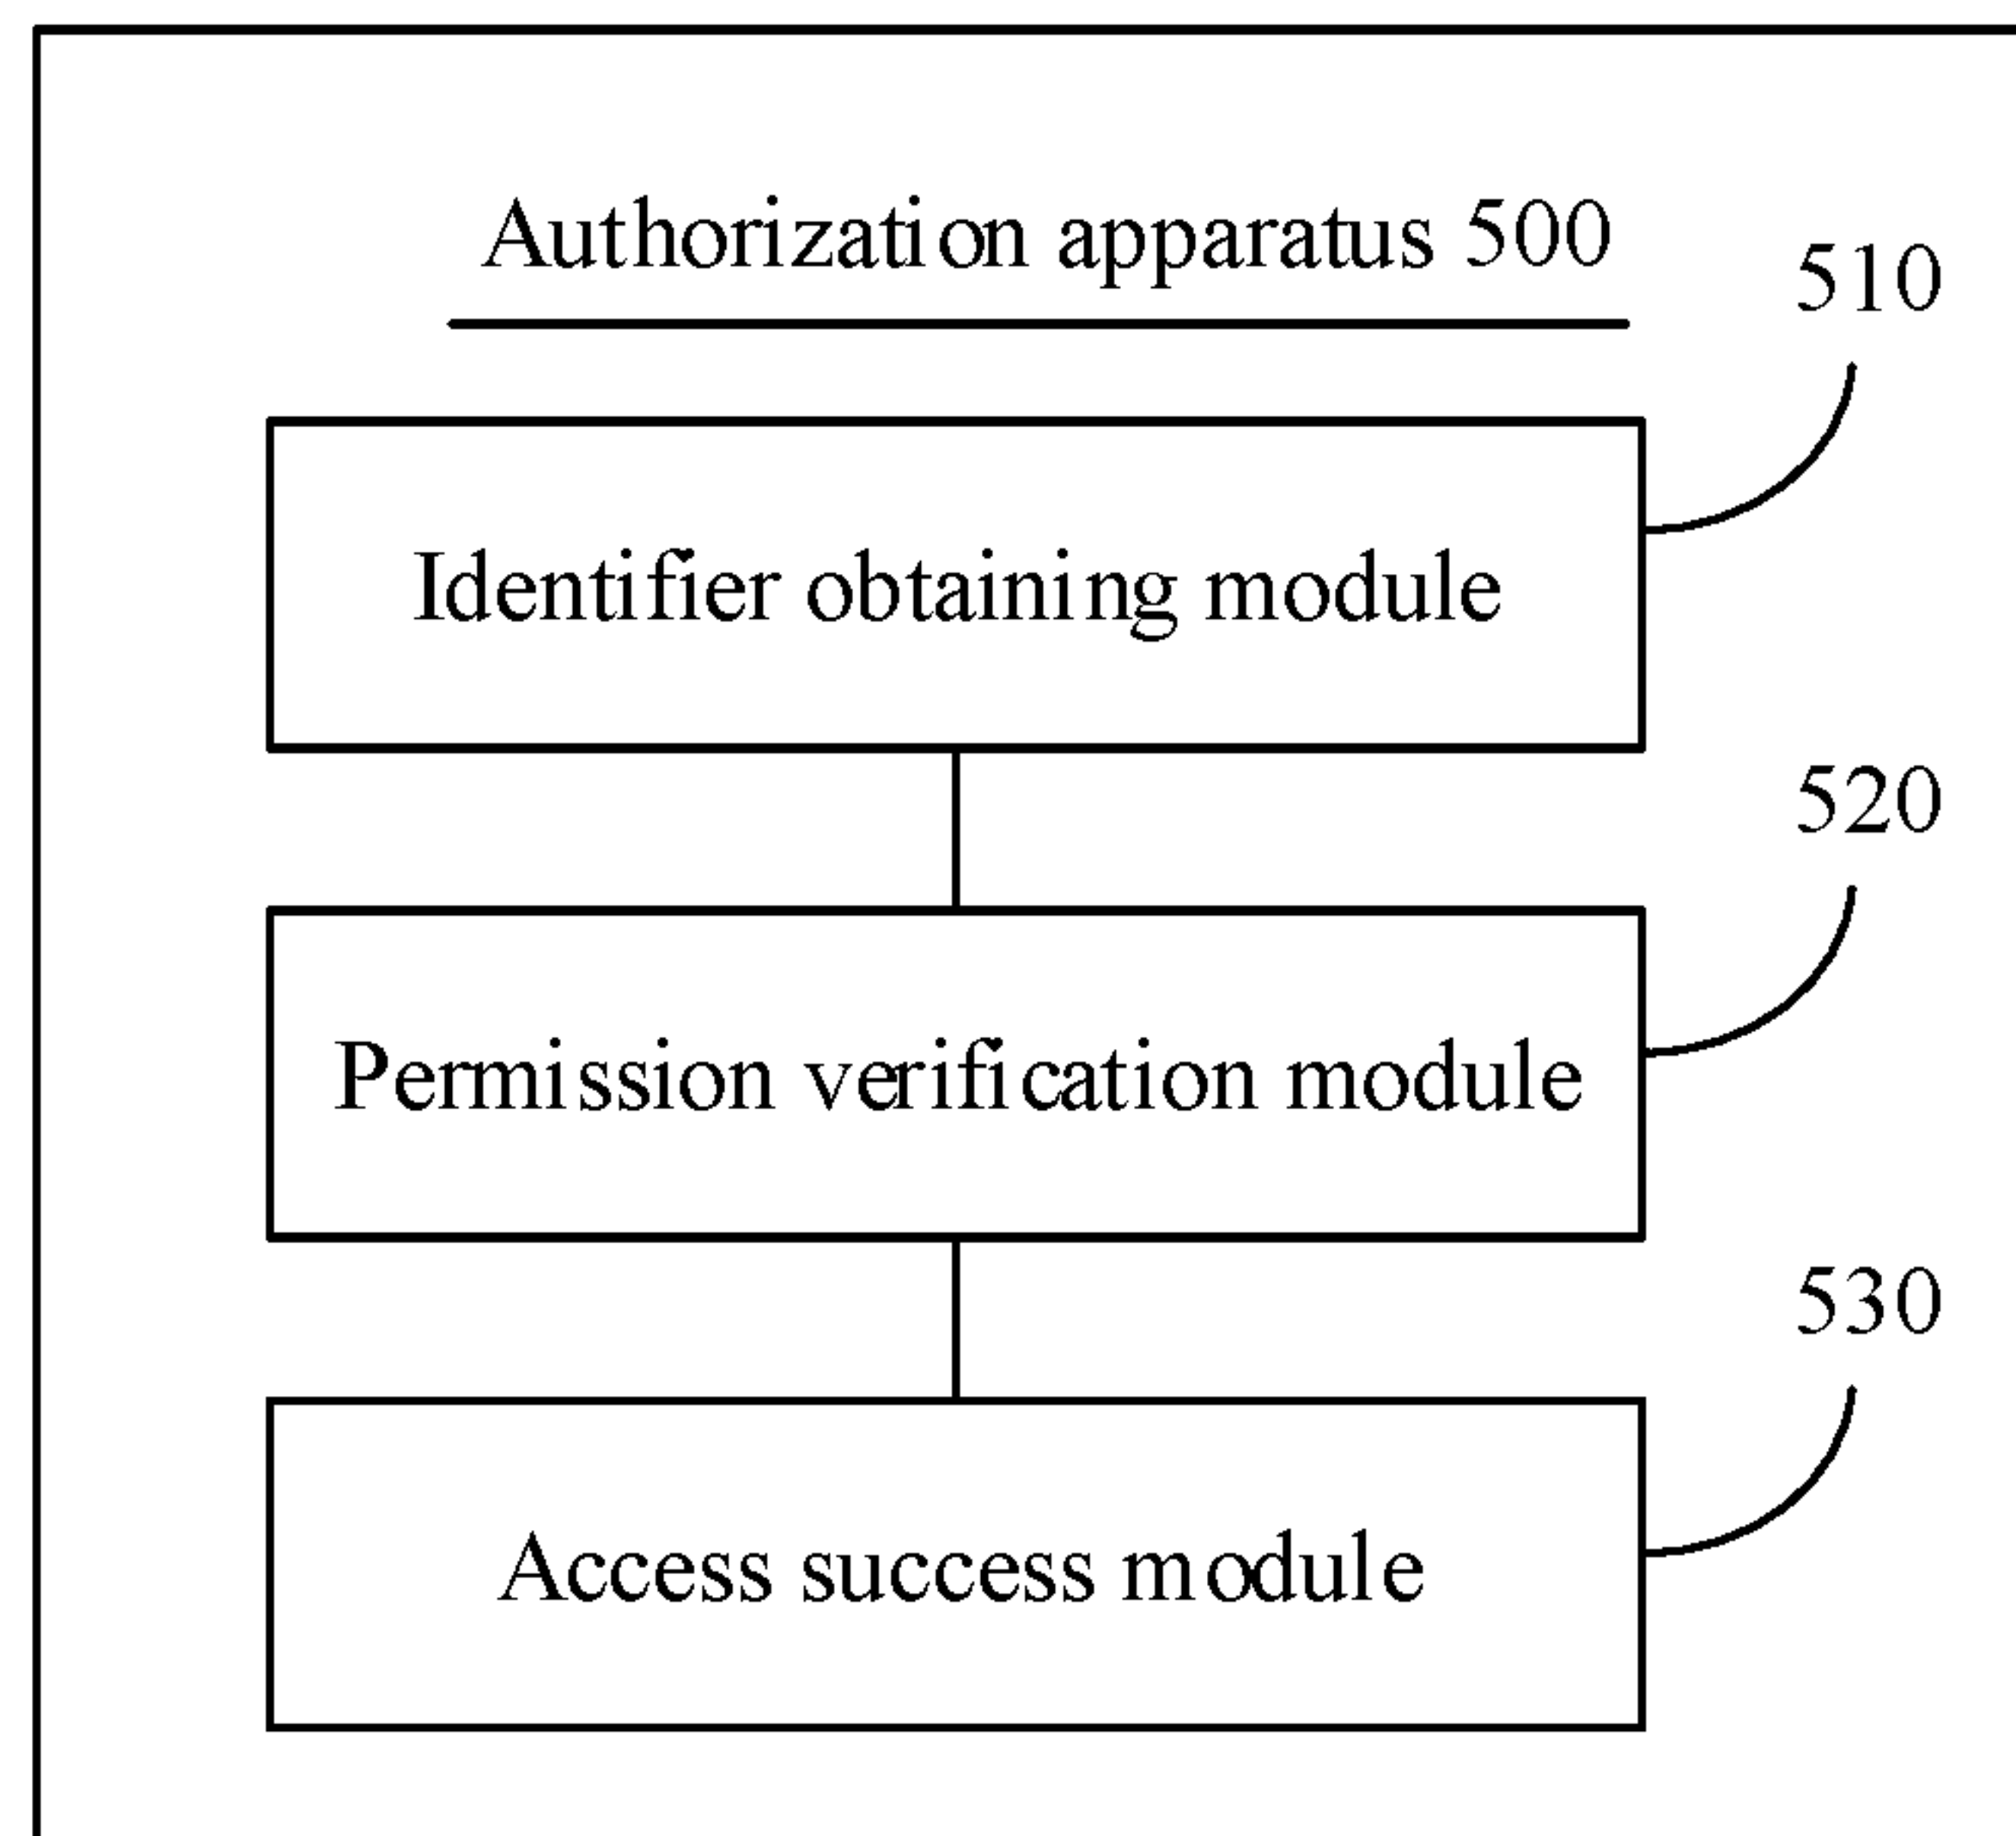 Authorization apparatus 500
510
Identifier obtaining module
520
Permission verification module
530
Access success module